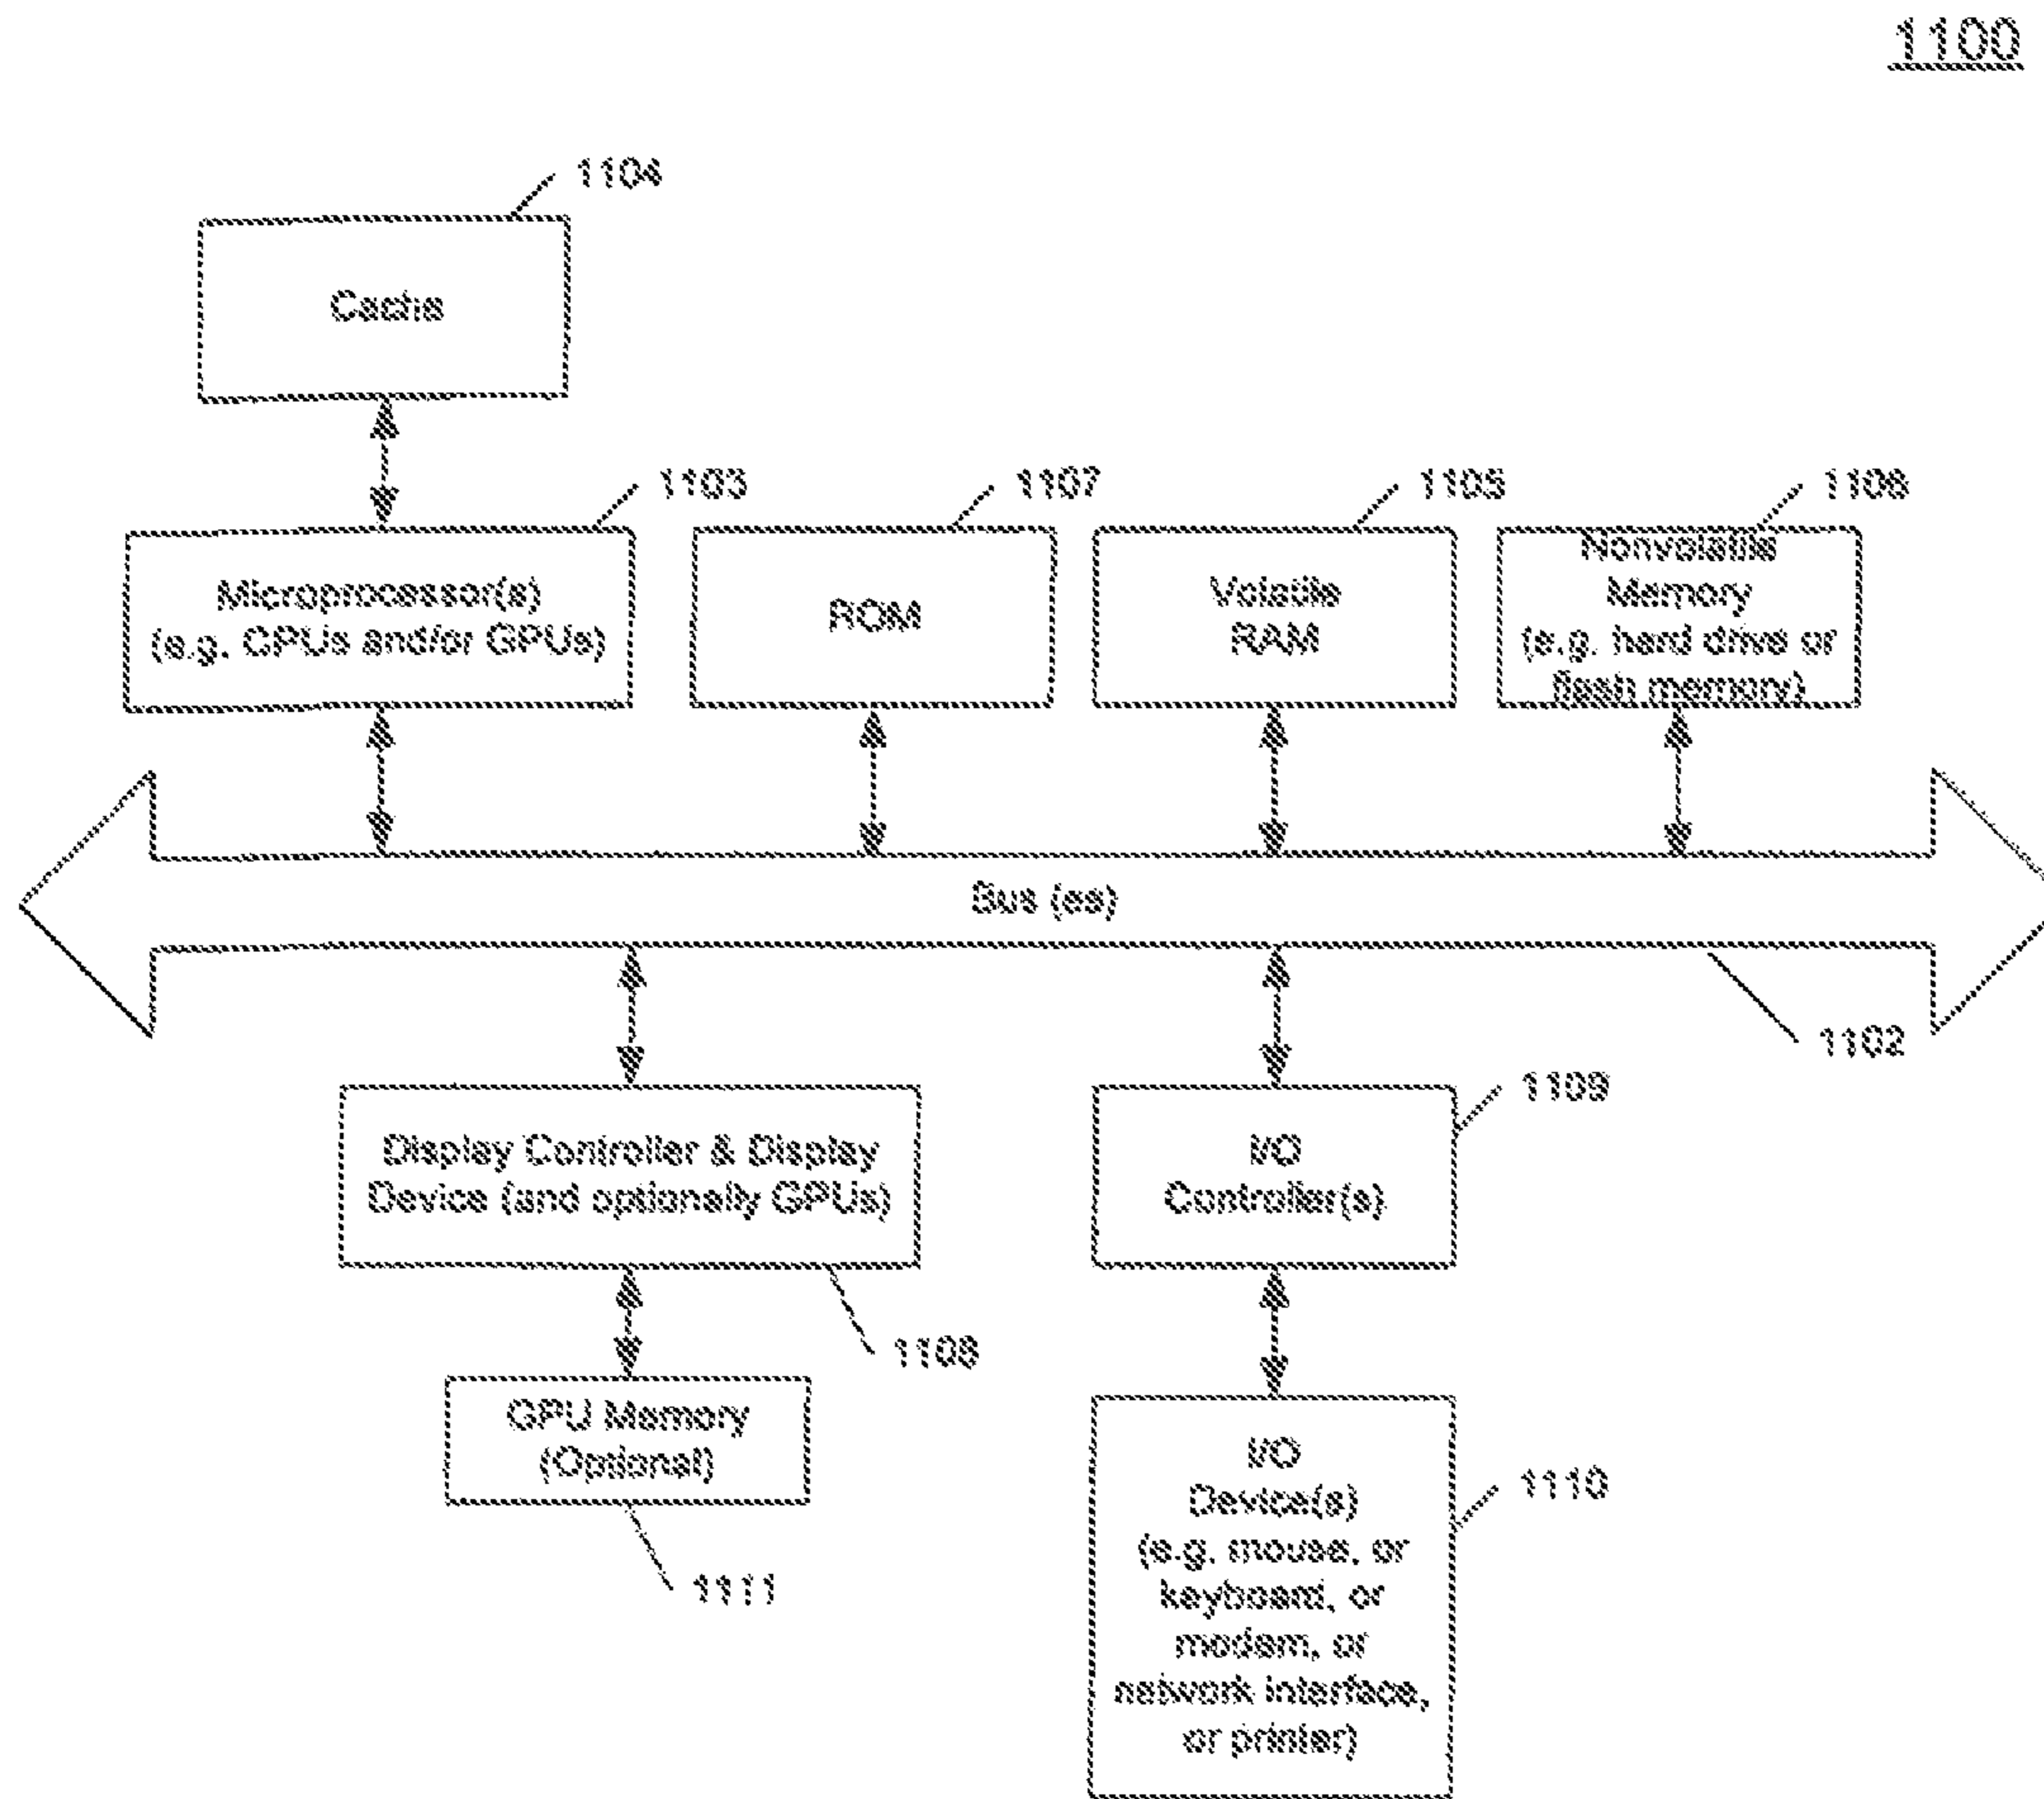 1100
1104
Cache
1103
1107
1105
1106
Microprocessor(s)
(e.g. CPUs and/or GPUs)
ROM
Volatile
RAM
Nonvolatile
Memory
(e.g. hard drive or
flash memory)
Bus (es)
1102
1109
Display Controller & Display
Device (and optionally GPUs)
I/O
Controller(s)
1108
GPU Memory
(Optional)
1111
I/O
Device(s)
(e.g. mouse, or
keyboard, or
modem, or
network interface,
or printer)
1110